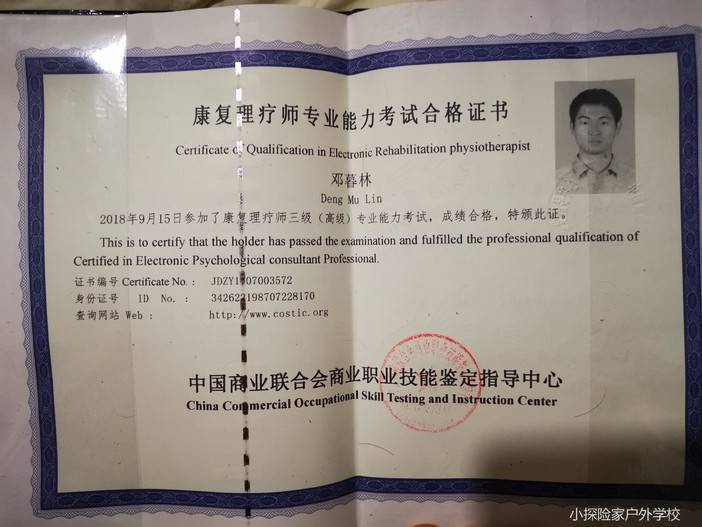 康复理疗师专业能力考试合格证书
Certificate of Qualification in Electronic Rehabilitation physiotherapist
邓暮林
Deng Mu Lin
2018年9月15日参加了康复理疗师三级（高级）专业能力考试，成绩合格，特颁此证。
This is to certify that the holder has passed the examination and fulfilled the professional qualification of
Certified in Electronic Psychological consultant Professional.
证书编号 Certificate No.： JDZY1 07003572
身份证号 ID No.： 34262 198707228170
查询网站 Web： http://www.costic.org
中国商业联合会商业职业技能鉴定指导中心
China Commercial Occupational Skill Testing and Instruction Center
小探险家户外学校